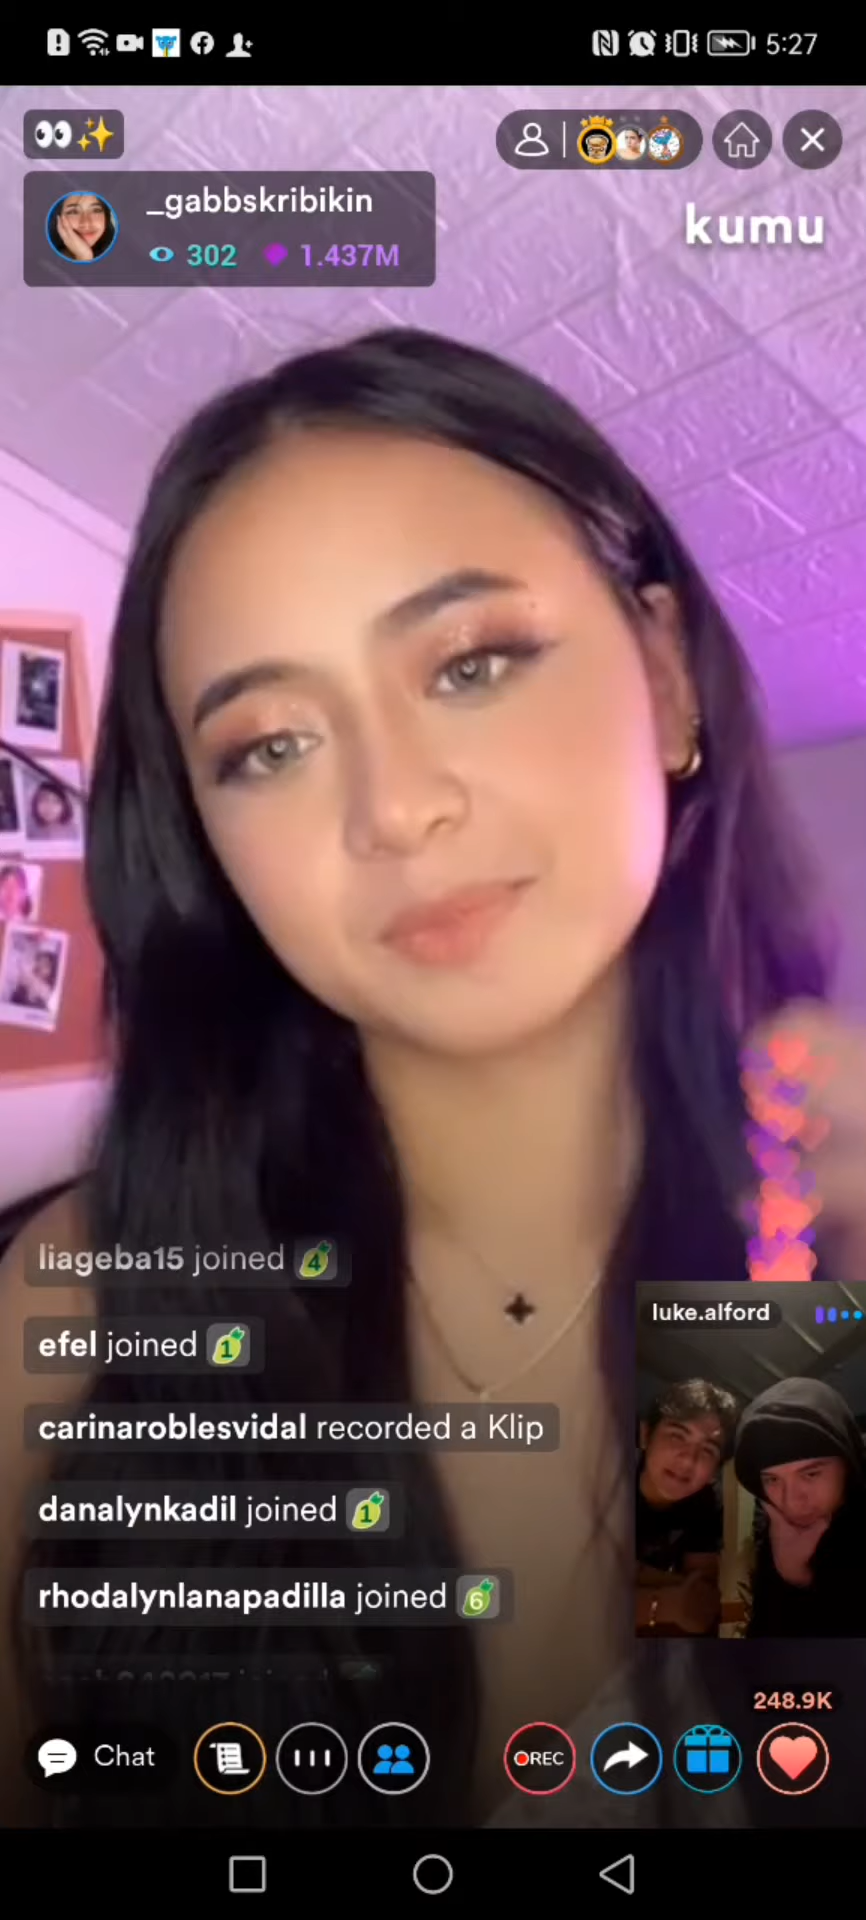 5:27
👀✨
_gabbskribikin
302 1.437M
kumu
liageba15 joined 4
efel joined 1
carinaroblesvidal recorded a Klip
danalynkadil joined 1
rhodalynlanapadilla joined 6
luke.alford
248.9K
Chat
REC